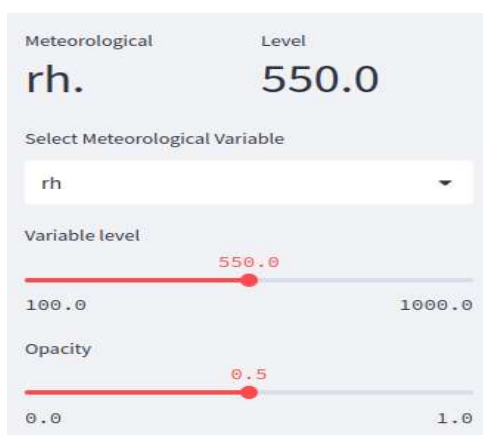 Meteorological Level
rh. 550.0
Select Meteorological Variable
rh
Variable level
550.0
100.0 1000.0
Opacity
0.5
0.0 1.0